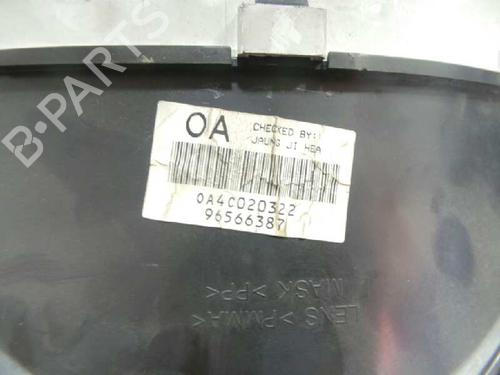 B-PARTS
OA
CHECKED BY:
JAUNG JI HEA
0A4C020322
96566387
LENS >PMMA<
MASK >PP<